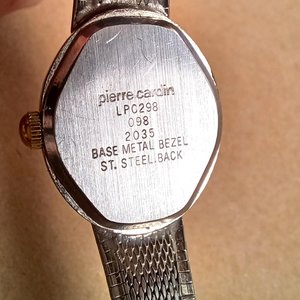 pierre cardin
LPC298
098
2035
BASE METAL BEZEL
ST. STEEL BACK